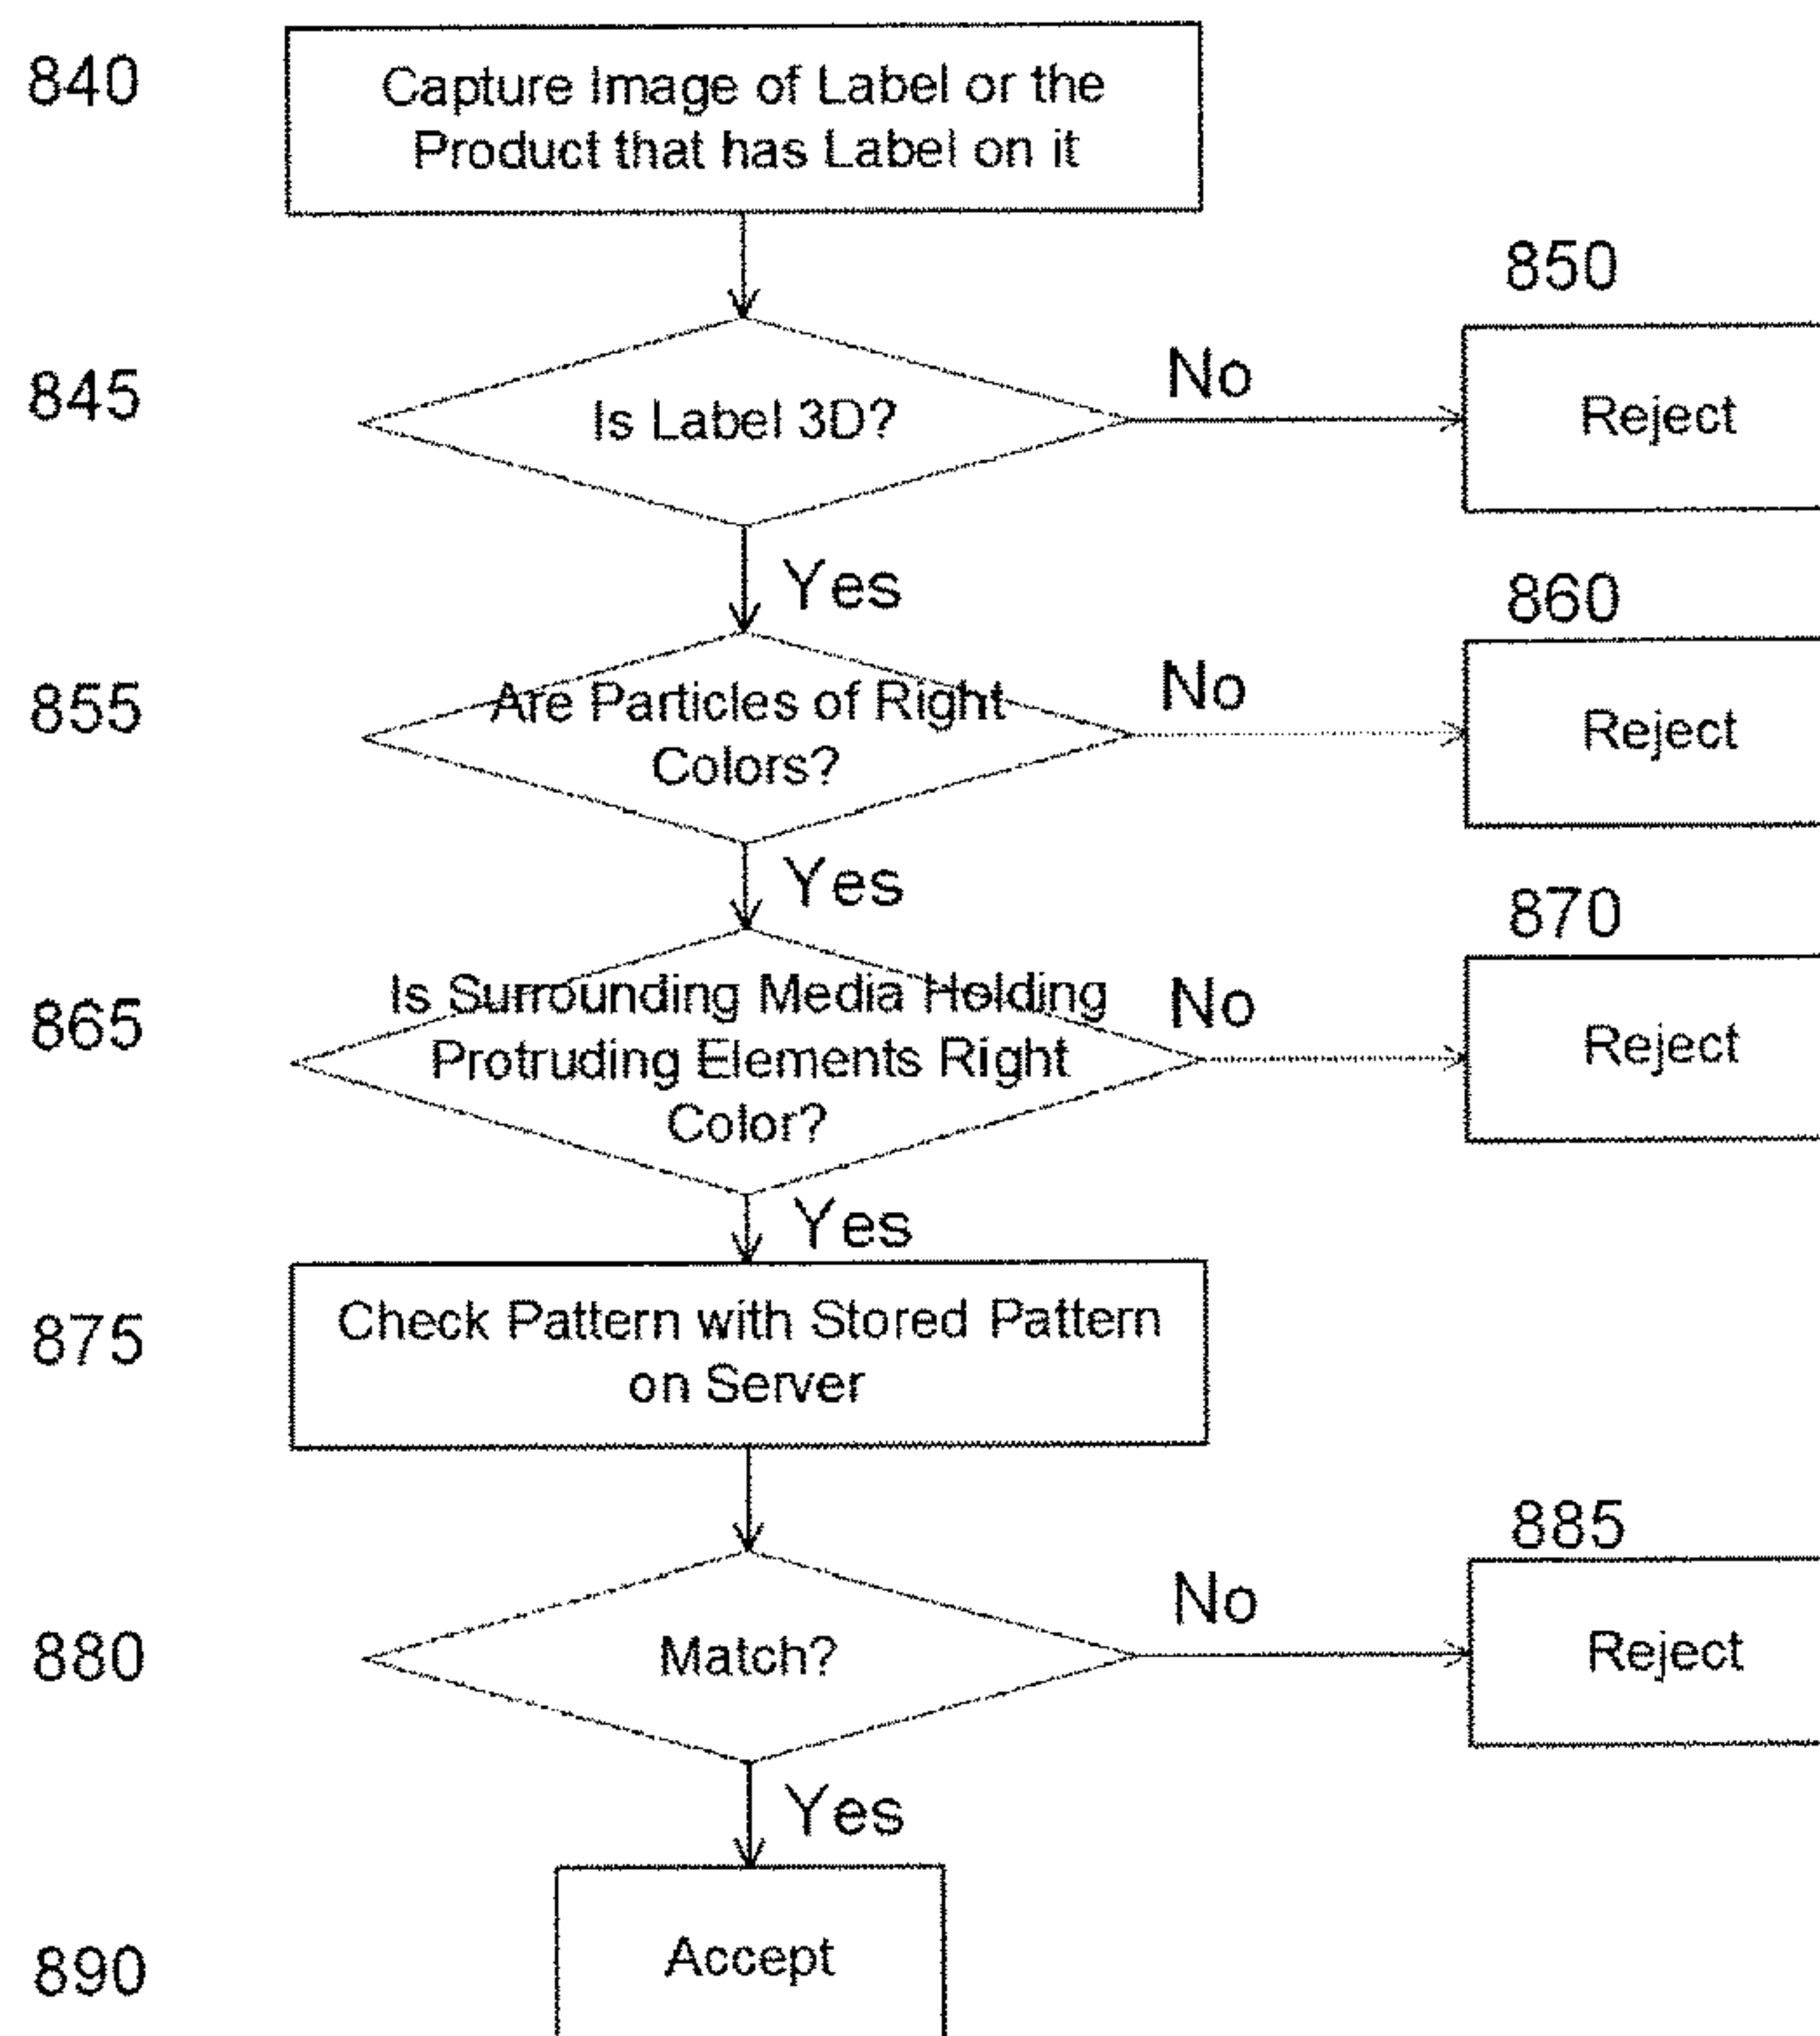 840
Capture Image of Label or the
Product that has Label on it
850
845
Is Label 3D?
No
Reject
Yes
860
855
Are Particles of Right
Colors?
No
Reject
Yes
870
865
Is Surrounding Media Holding
Protruding Elements Right
Color?
No
Reject
Yes
875
Check Pattern with Stored Pattern
on Server
885
880
Match?
No
Reject
Yes
890
Accept